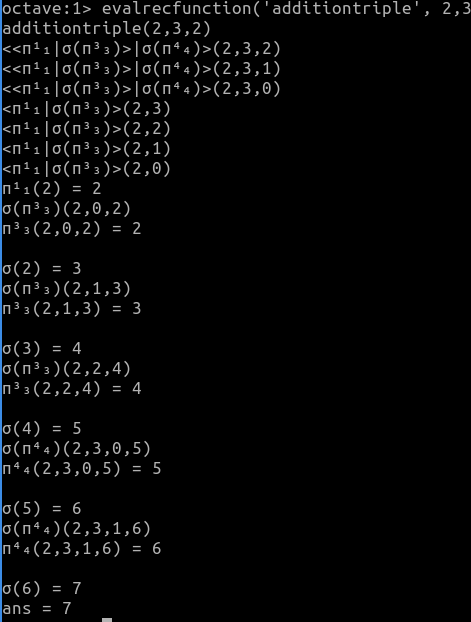 octave:1> evalrecfunction('additiontriple', 2,3
additiontriple(2,3,2)
<<π¹₁|σ(π³₃)>|σ(π⁴₄)>(2,3,2)
<<π¹₁|σ(π³₃)>|σ(π⁴₄)>(2,3,1)
<<π¹₁|σ(π³₃)>|σ(π⁴₄)>(2,3,0)
<π¹₁|σ(π³₃)>(2,3)
<π¹₁|σ(π³₃)>(2,2)
<π¹₁|σ(π³₃)>(2,1)
<π¹₁|σ(π³₃)>(2,0)
π¹₁(2) = 2
σ(π³₃)(2,0,2)
π³₃(2,0,2) = 2
σ(2) = 3
σ(π³₃)(2,1,3)
π³₃(2,1,3) = 3
σ(3) = 4
σ(π³₃)(2,2,4)
π³₃(2,2,4) = 4
σ(4) = 5
σ(π⁴₄)(2,3,0,5)
π⁴₄(2,3,0,5) = 5
σ(5) = 6
σ(π⁴₄)(2,3,1,6)
π⁴₄(2,3,1,6) = 6
σ(6) = 7
ans = 7